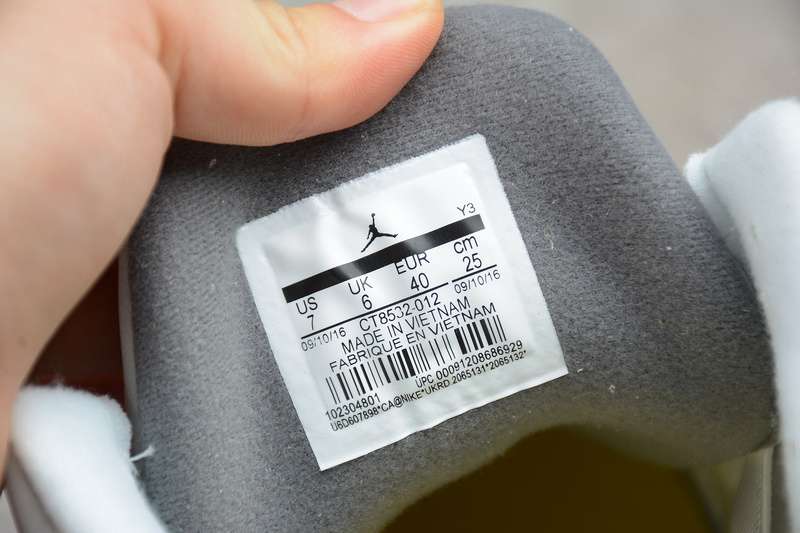 Y3
US UK EUR cm
7 6 40 25
09/10/16 09/10/16
CT8532-012
MADE IN VIETNAM
FABRIQUE EN VIETNAM
UPC 00091208686929
102304801
U6D607898*CA@NIKE*UKRD 2065131*2065132*